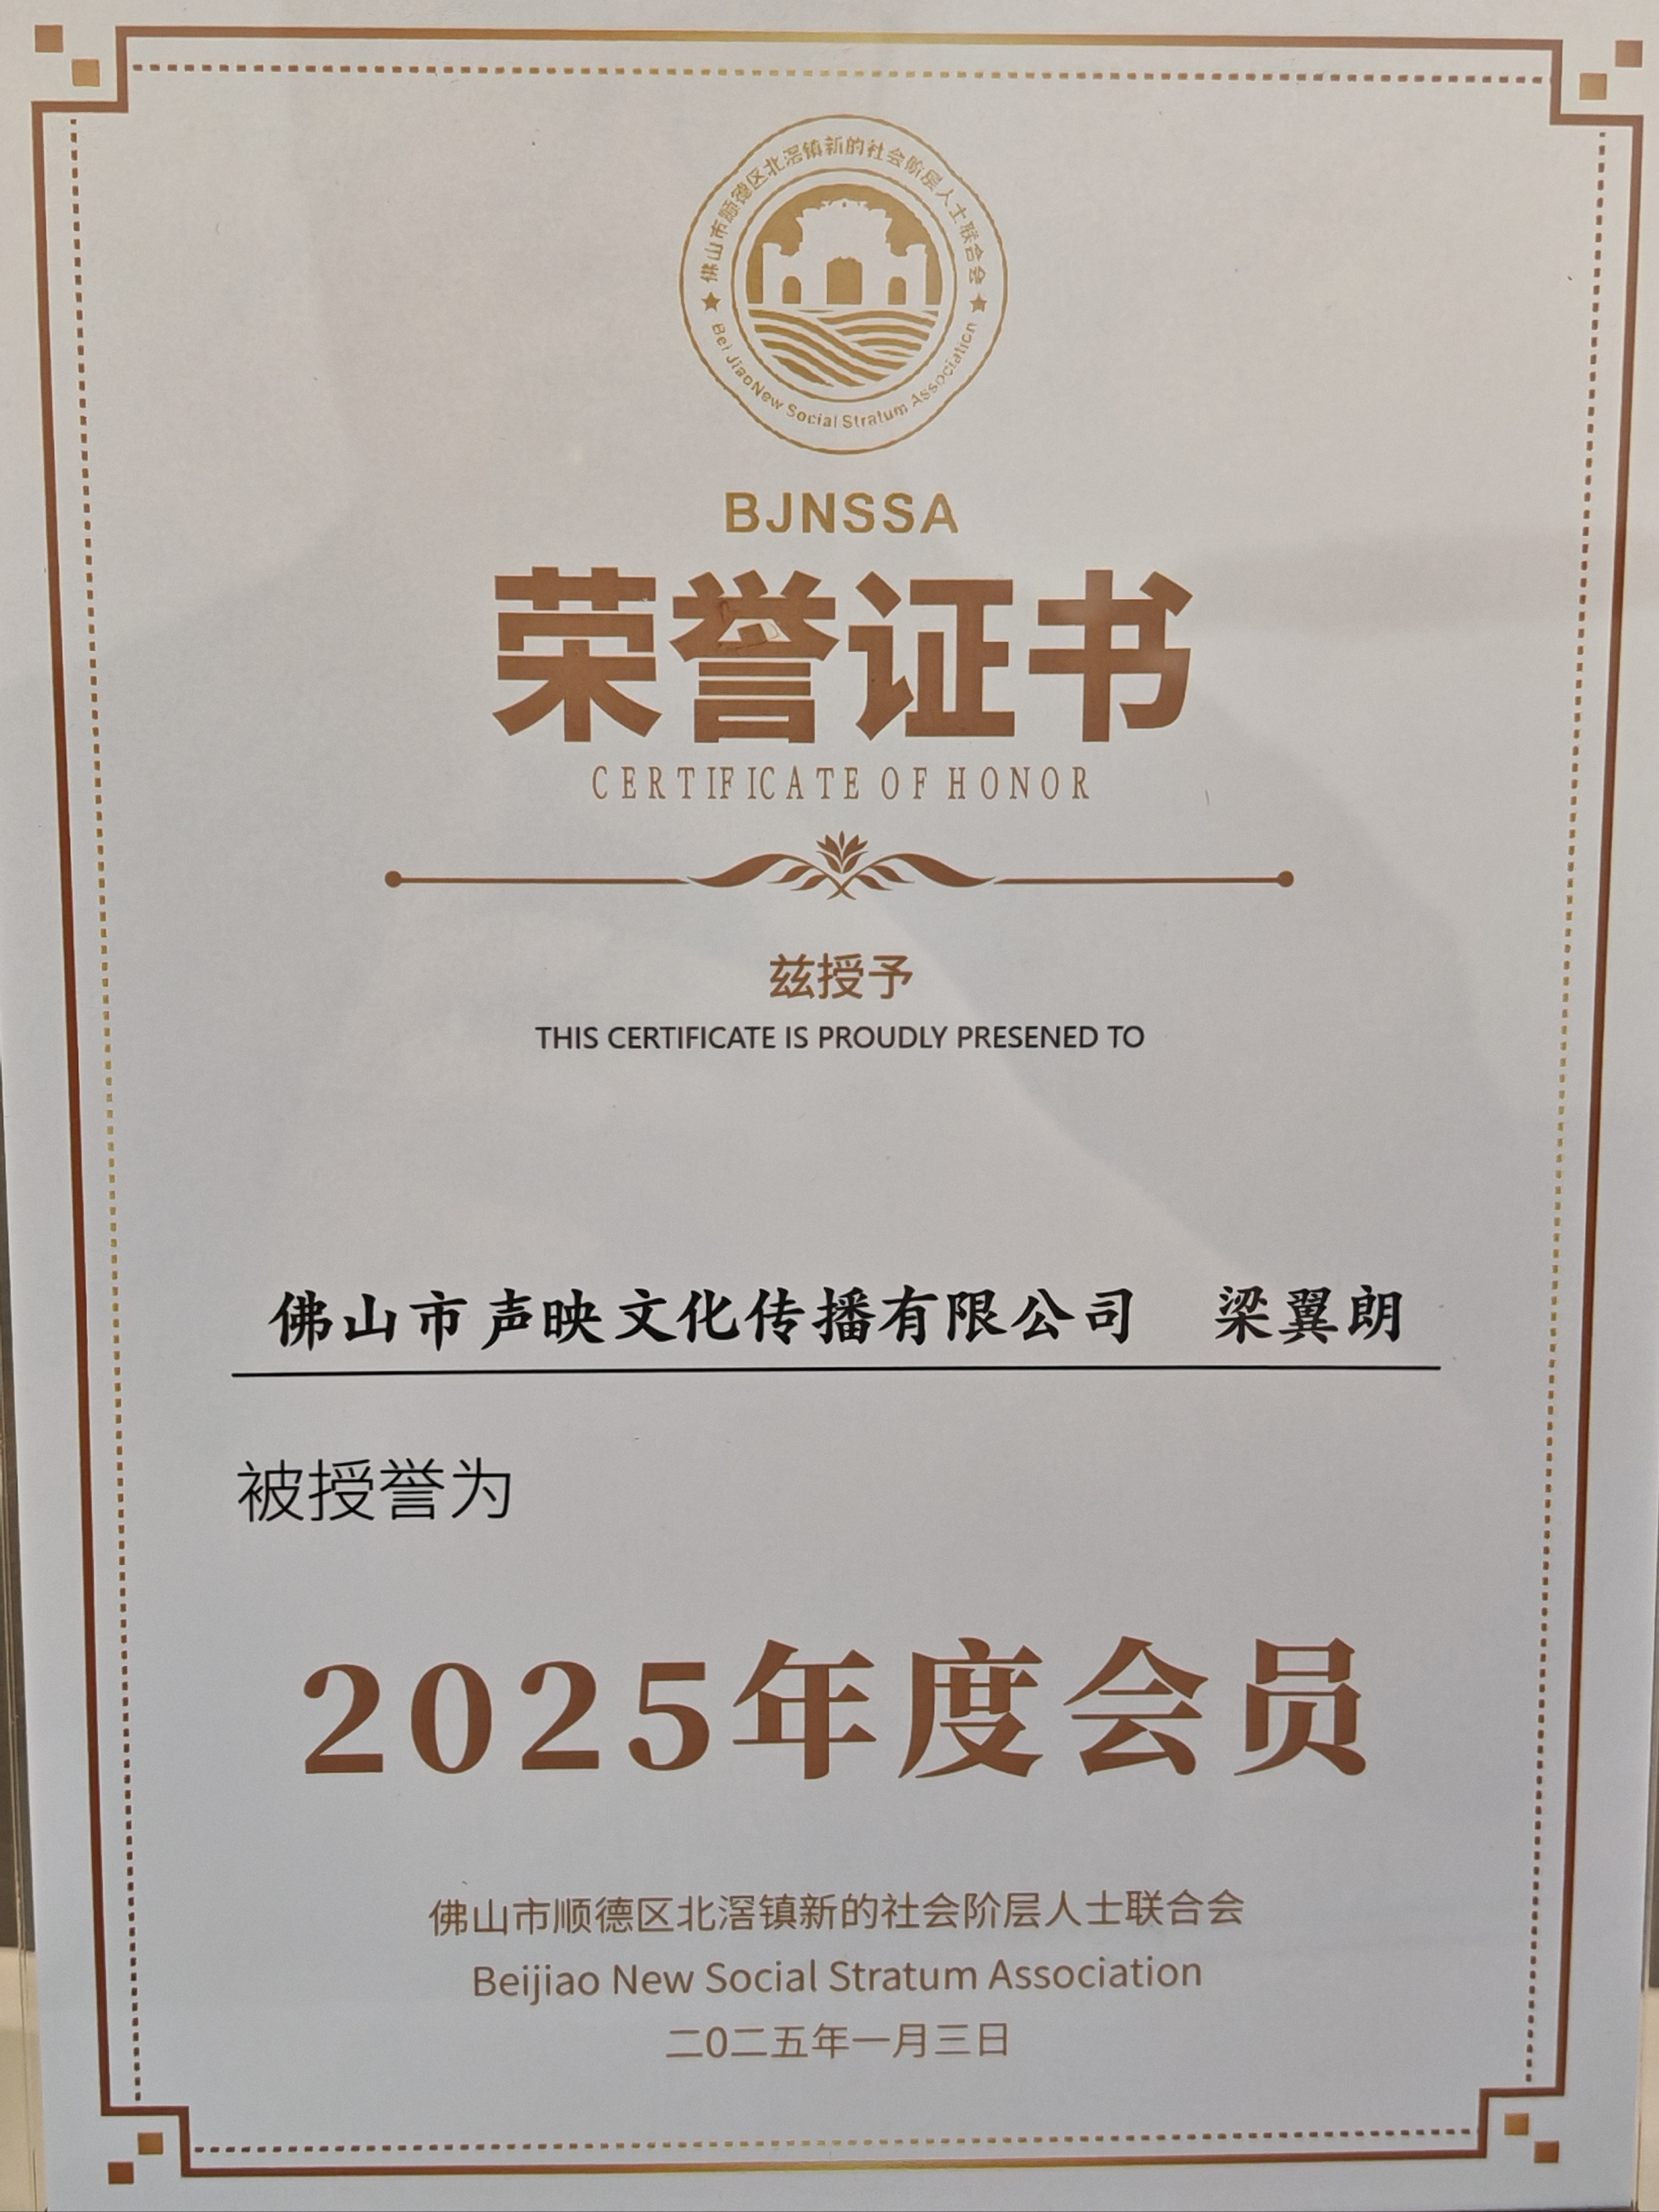 佛山市顺德区北滘镇新的社会阶层人士联合会
Bei JiaoNew Social Stratum Association
BJNSSA
荣誉证书
CERTIFICATE OF HONOR
兹授予
THIS CERTIFICATE IS PROUDLY PRESENED TO
佛山市声映文化传播有限公司 梁翼朗
被授誉为
2025年度会员
佛山市顺德区北滘镇新的社会阶层人士联合会
Beijiao New Social Stratum Association
二0二五年一月三日